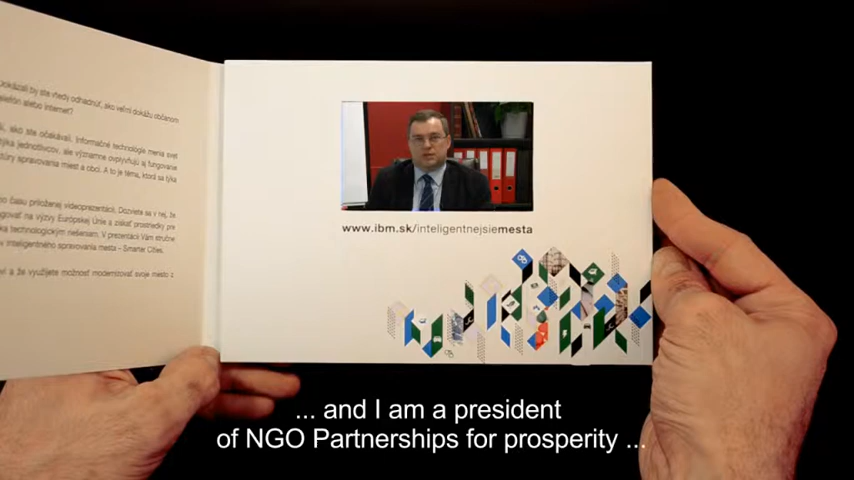 Dokázali by ste vtedy odhadnúť, ako veľmi dokážu občanom
telefón alebo internet?
k, ako ste očakávali. Informačné technológie menia svet
týka jednotlivcov, ale významne ovplyvňujú aj fungovanie
túry spravovania miest a obcí. A to je téma, ktorá sa týka
ho času priloženej videoprezentácii. Dozviete sa v nej, že
govať na výzvy Európskej Únie a získať prostriedky pre
ka technologickým riešeniam. V prezentácii Vám stručne
inteligentného spravovania mesta – Smarter Cities.
a že využijete možnosť modernizovať svoje mesto z
www.ibm.sk/inteligentnejsiemesta
... and I am a president
of NGO Partnerships for prosperity ...